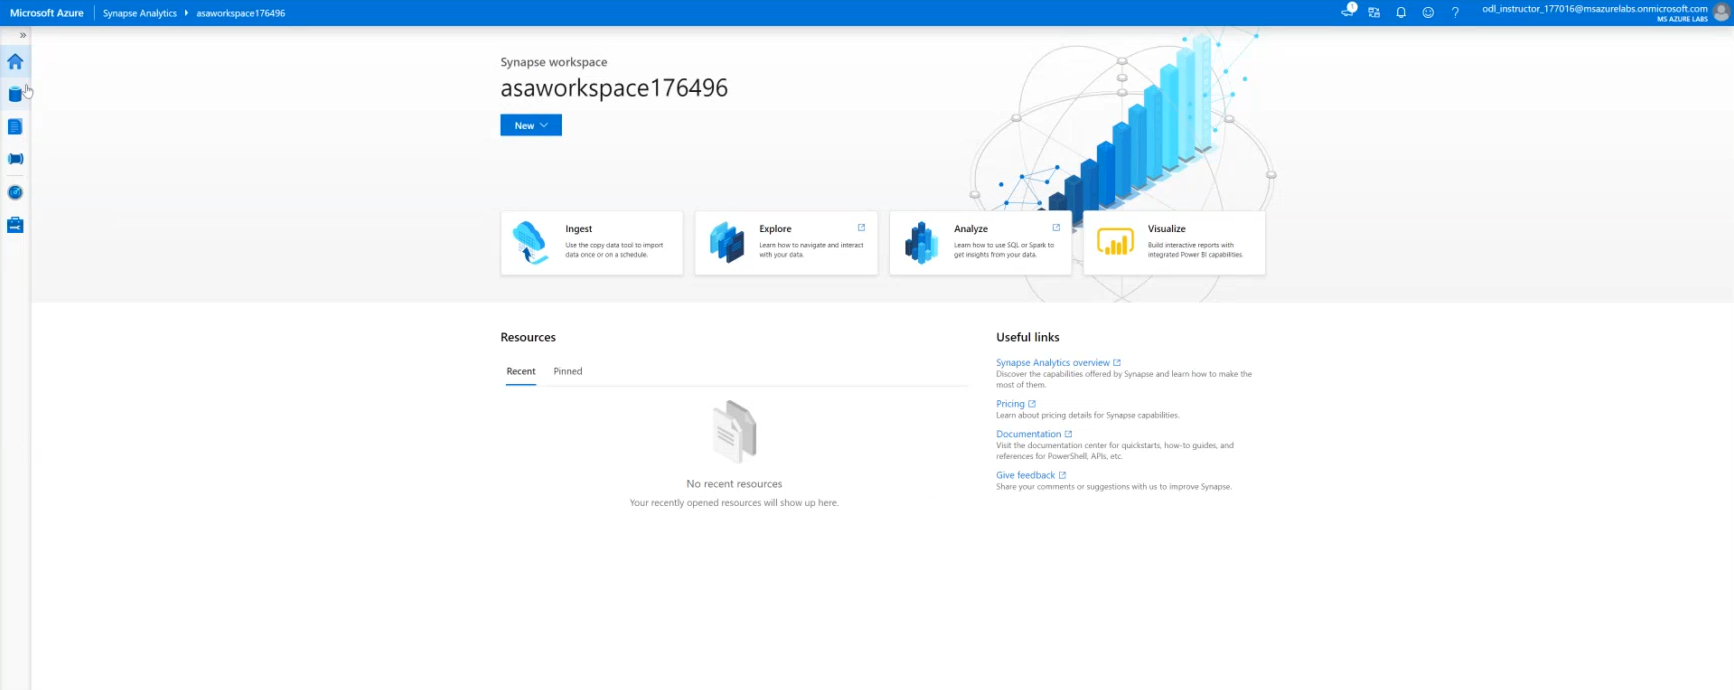 Microsoft Azure
Synapse Analytics
asaworkspace176496
1
?
odl_instructor_177016@msazurelabs.onmicrosoft.com
MS AZURE LABS
»
Synapse workspace
asaworkspace176496
New
Ingest
Use the copy data tool to import
data once or on a schedule.
Explore
Learn how to navigate and interact
with your data.
Analyze
Learn how to use SQL or Spark to
get insights from your data.
Visualize
Build interactive reports with
integrated Power BI capabilities.
Resources
Recent
Pinned
No recent resources
Your recently opened resources will show up here.
Useful links
Synapse Analytics overview
Discover the capabilities offered by Synapse and learn how to make the
most of them.
Pricing
Learn about pricing details for Synapse capabilities.
Documentation
Visit the documentation center for quickstarts, how-to guides, and
references for PowerShell, APIs, etc.
Give feedback
Share your comments or suggestions with us to improve Synapse.